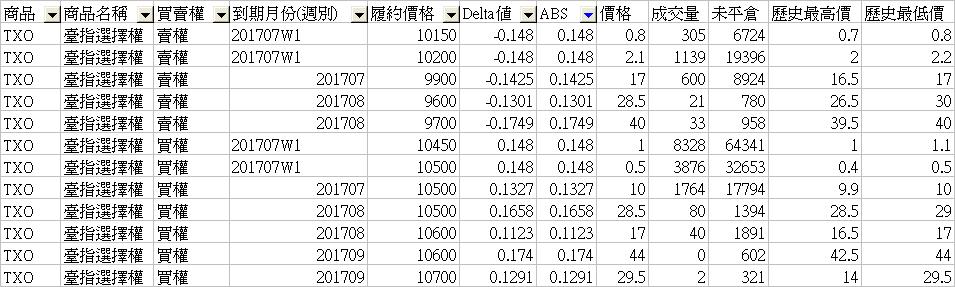 商品 商品名稱 買賣權 到期月份(週別) 履約價格 Delta值 ABS 價格 成交量 未平倉 歷史最高價 歷史最低價
TXO 臺指選擇權 賣權 201707W1 10150 -0.148 0.148 0.8 305 6724 0.7 0.8
TXO 臺指選擇權 賣權 201707W1 10200 -0.148 0.148 2.1 1139 19396 2 2.2
TXO 臺指選擇權 賣權 201707 9900 -0.1425 0.1425 17 600 8924 16.5 17
TXO 臺指選擇權 賣權 201708 9600 -0.1301 0.1301 28.5 21 780 26.5 30
TXO 臺指選擇權 賣權 201708 9700 -0.1749 0.1749 40 33 958 39.5 40
TXO 臺指選擇權 買權 201707W1 10450 0.148 0.148 1 8328 64341 1 1.1
TXO 臺指選擇權 買權 201707W1 10500 0.148 0.148 0.5 3876 32653 0.4 0.5
TXO 臺指選擇權 買權 201707 10500 0.1327 0.1327 10 1764 17794 9.9 10
TXO 臺指選擇權 買權 201708 10500 0.1658 0.1658 28.5 80 1394 28.5 29
TXO 臺指選擇權 買權 201708 10600 0.1123 0.1123 17 40 1891 16.5 17
TXO 臺指選擇權 買權 201709 10600 0.174 0.174 44 0 602 42.5 44
TXO 臺指選擇權 買權 201709 10700 0.1291 0.1291 29.5 2 321 14 29.5